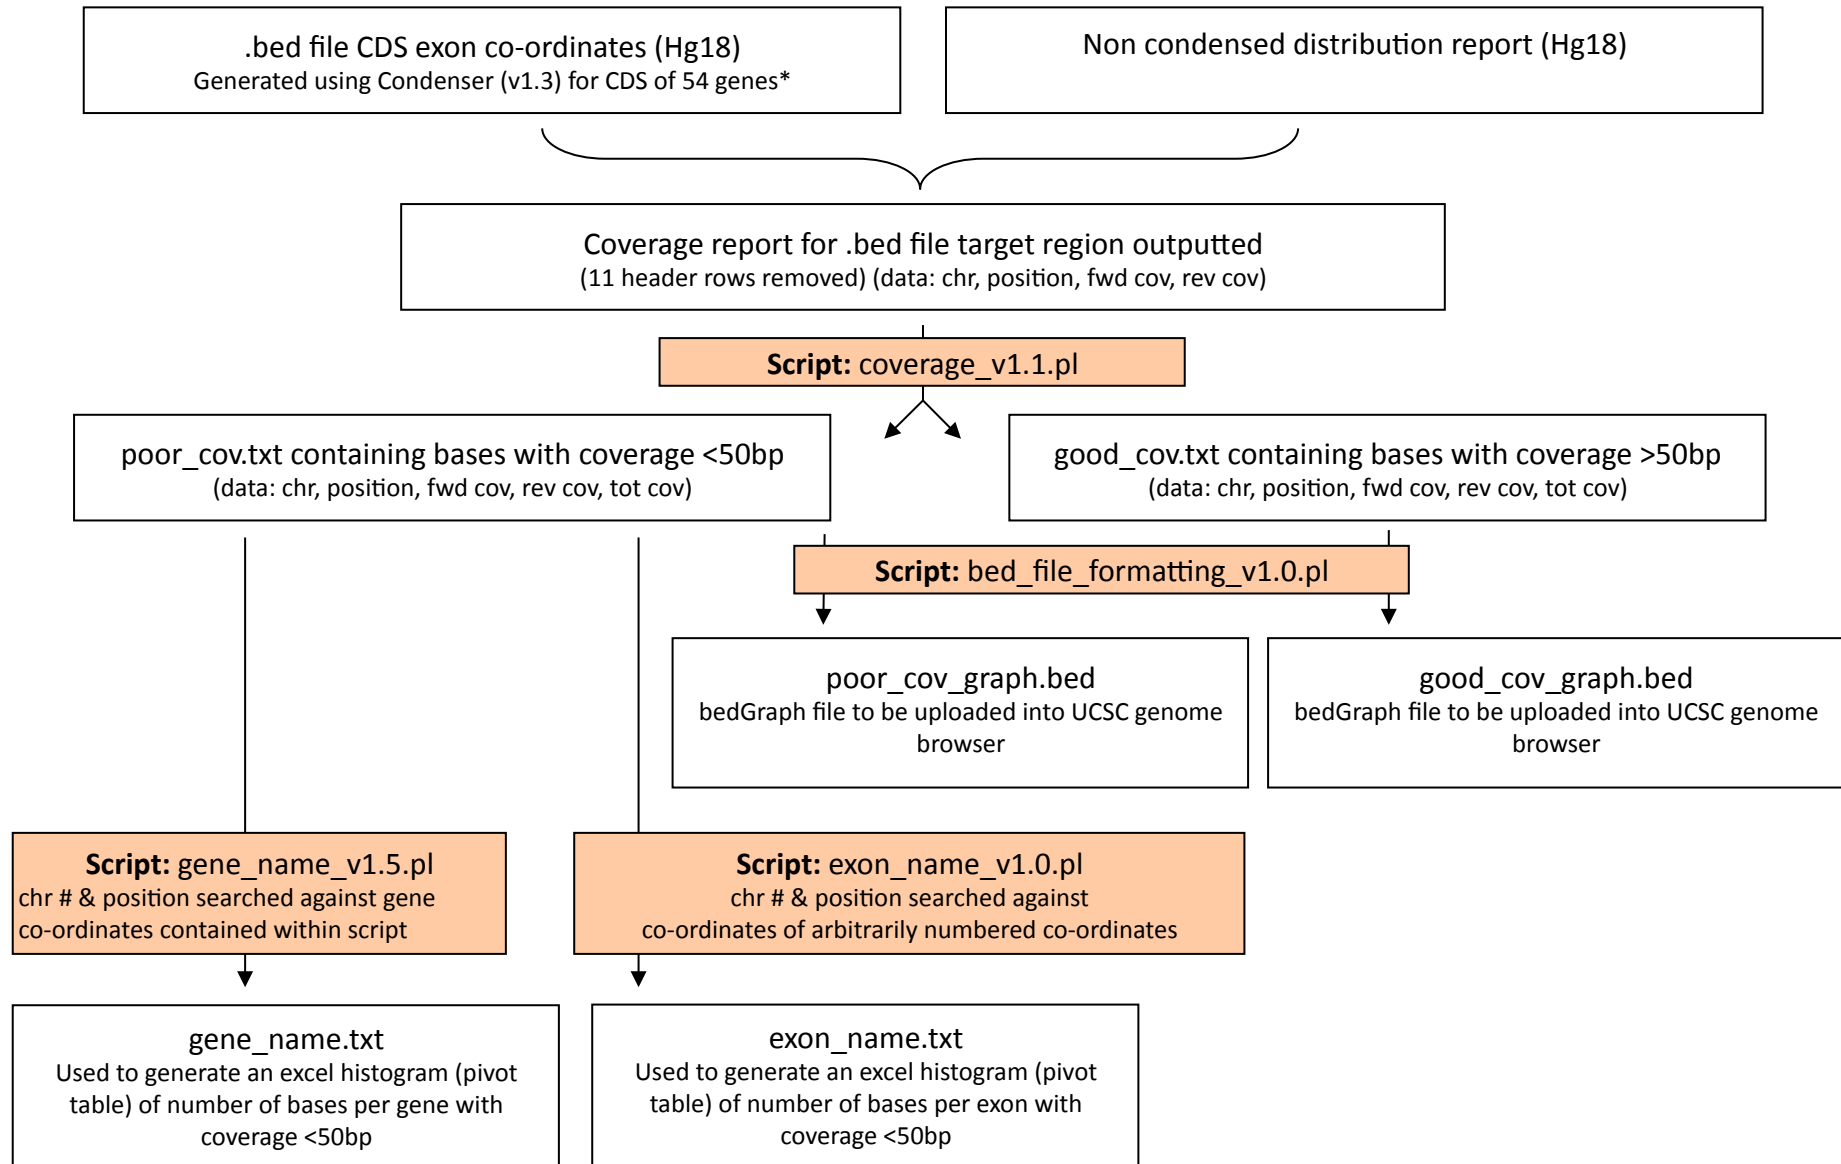 .bed file CDS exon co-ordinates (Hg18)
Generated using Condenser (v1.3) for CDS of 54 genes*
Non condensed distribution report (Hg18)
Coverage report for .bed file target region outputted
(11 header rows removed) (data: chr, position, fwd cov, rev cov)
Script: coverage_v1.1.pl
poor_cov.txt containing bases with coverage <50bp
(data: chr, position, fwd cov, rev cov, tot cov)
good_cov.txt containing bases with coverage >50bp
(data: chr, position, fwd cov, rev cov, tot cov)
Script: bed_file_formatting_v1.0.pl
poor_cov_graph.bed
bedGraph file to be uploaded into UCSC genome
browser
good_cov_graph.bed
bedGraph file to be uploaded into UCSC genome
browser
Script: gene_name_v1.5.pl
chr # & position searched against gene
co-ordinates contained within script
Script: exon_name_v1.0.pl
chr # & position searched against
co-ordinates of arbitrarily numbered co-ordinates
gene_name.txt
Used to generate an excel histogram (pivot
table) of number of bases per gene with
coverage <50bp
exon_name.txt
Used to generate an excel histogram (pivot
table) of number of bases per exon with
coverage <50bp